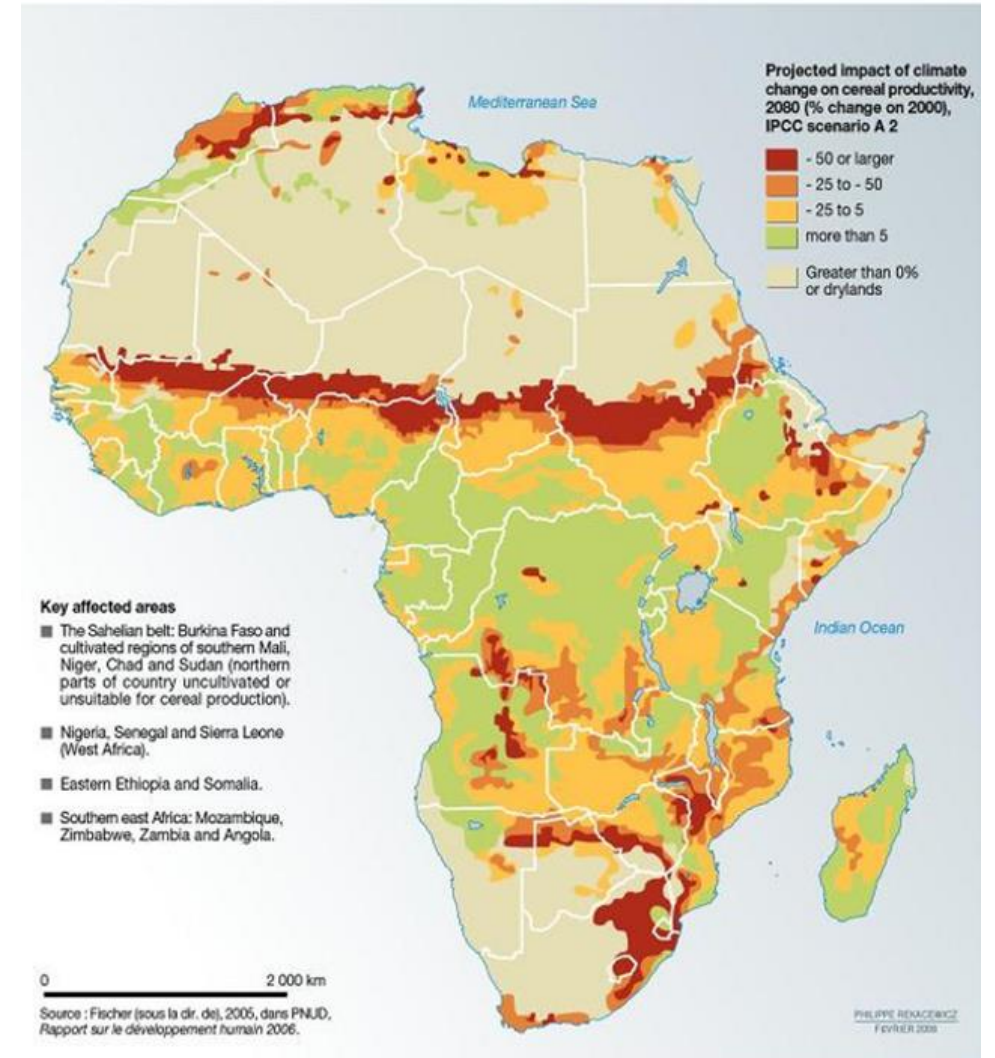 Mediterranean Sea
Projected impact of climate
change on cereal productivity,
2080 (% change on 2000),
IPCC scenario A 2
- 50 or larger
- 25 to - 50
- 25 to 5
more than 5
Greater than 0%
or drylands
Indian Ocean
Key affected areas
The Sahelian belt: Burkina Faso and
cultivated regions of southern Mali,
Niger, Chad and Sudan (northern
parts of country uncultivated or
unsuitable for cereal production).
Nigeria, Senegal and Sierra Leone
(West Africa).
Eastern Ethiopia and Somalia.
Southern east Africa: Mozambique,
Zimbabwe, Zambia and Angola.
0 2 000 km
Source : Fischer (sous la dir. de), 2005, dans PNUD,
Rapport sur le développement humain 2006.
PHILIPPE REKACEWICZ
FÉVRIER 2008